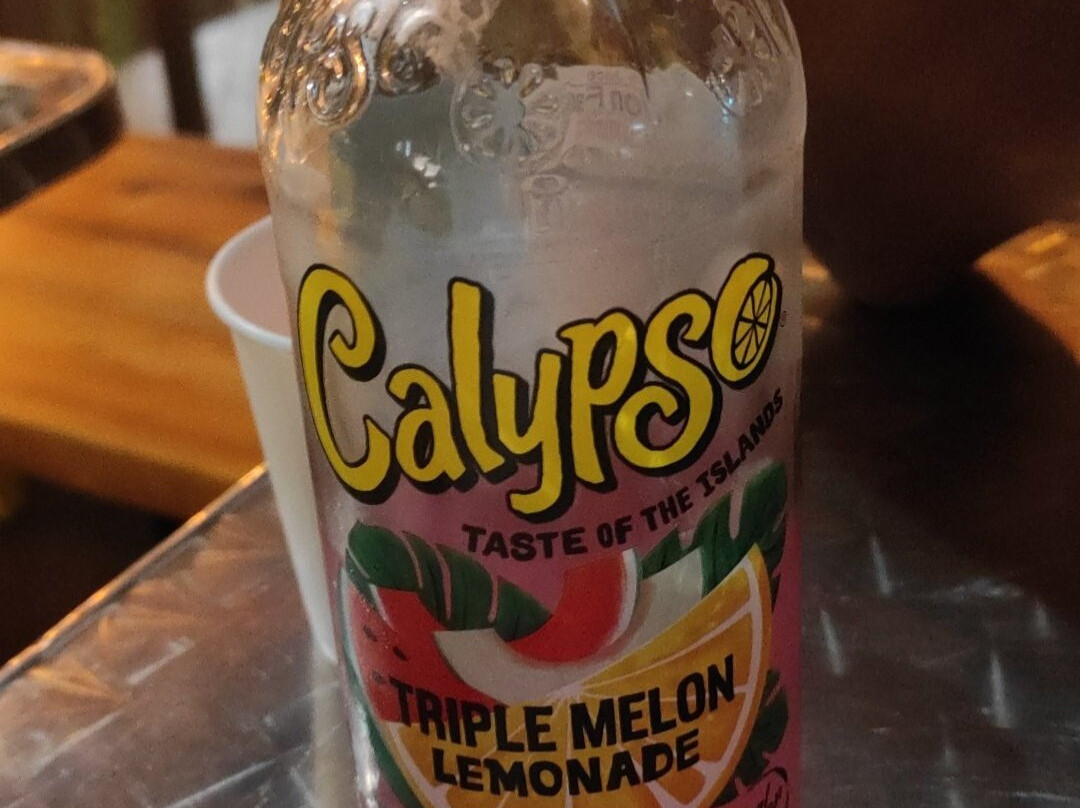 Calypso
TASTE OF THE ISLANDS
TRIPLE MELON
LEMONADE